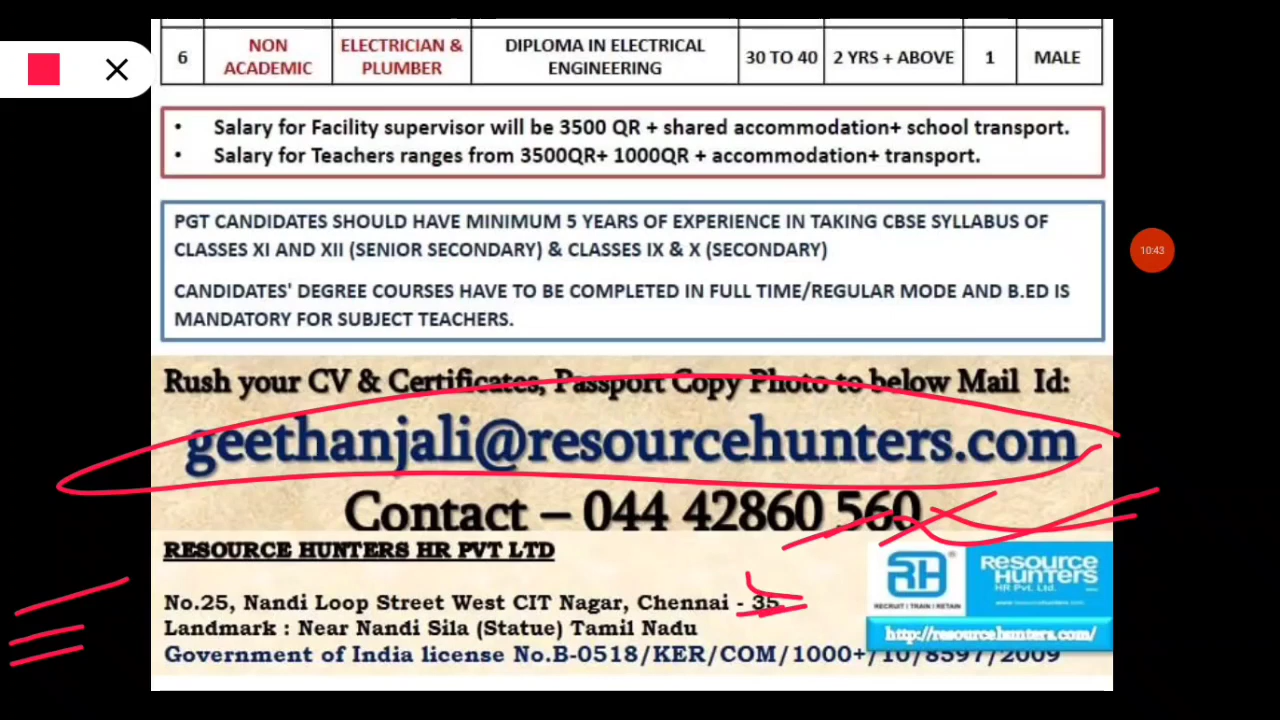 6 NON ACADEMIC ELECTRICIAN & PLUMBER DIPLOMA IN ELECTRICAL ENGINEERING 30 TO 40 2 YRS + ABOVE 1 MALE
• Salary for Facility supervisor will be 3500 QR + shared accommodation+ school transport.
• Salary for Teachers ranges from 3500QR+ 1000QR + accommodation+ transport.
10:43
PGT CANDIDATES SHOULD HAVE MINIMUM 5 YEARS OF EXPERIENCE IN TAKING CBSE SYLLABUS OF
CLASSES XI AND XII (SENIOR SECONDARY) & CLASSES IX & X (SECONDARY)
CANDIDATES' DEGREE COURSES HAVE TO BE COMPLETED IN FULL TIME/REGULAR MODE AND B.ED IS
MANDATORY FOR SUBJECT TEACHERS.
Rush your CV & Certificates, Passport Copy Photo to below Mail Id:
geethanjali@resourcehunters.com
Contact – 044 42860 560
RESOURCE HUNTERS HR PVT LTD
No.25, Nandi Loop Street West CIT Nagar, Chennai - 35.
Landmark : Near Nandi Sila (Statue) Tamil Nadu
Government of India license No.B-0518/KER/COM/1000+/10/8597/2009
RH
RECRUIT | TRAIN | RETAIN
Resource
Hunters
HR Pvt. Ltd.
http://resourcehunters.com/